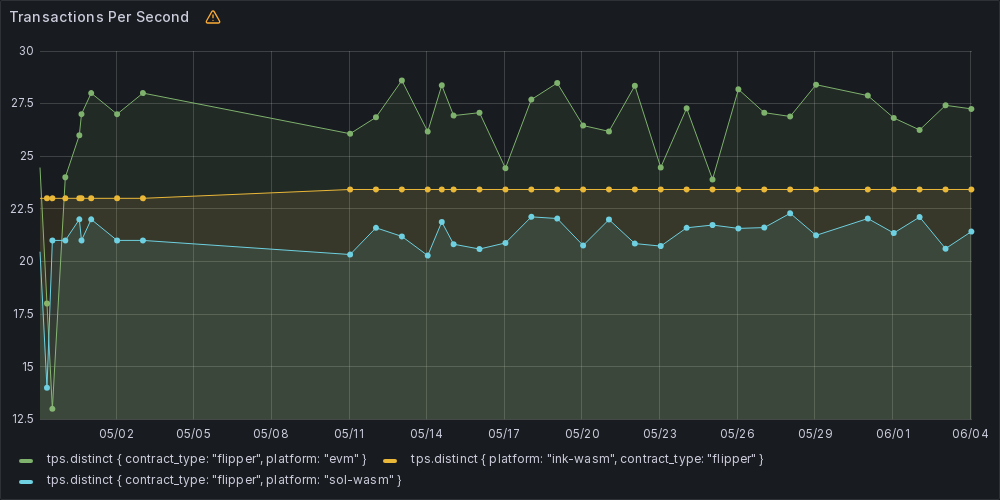 Transactions Per Second
30
27.5
25
22.5
20
17.5
15
12.5
05/02 05/05 05/08 05/11 05/14 05/17 05/20 05/23 05/26 05/29 06/01 06/04
tps.distinct { contract_type: "flipper", platform: "evm" } tps.distinct { platform: "ink-wasm", contract_type: "flipper" }
tps.distinct { contract_type: "flipper", platform: "sol-wasm" }